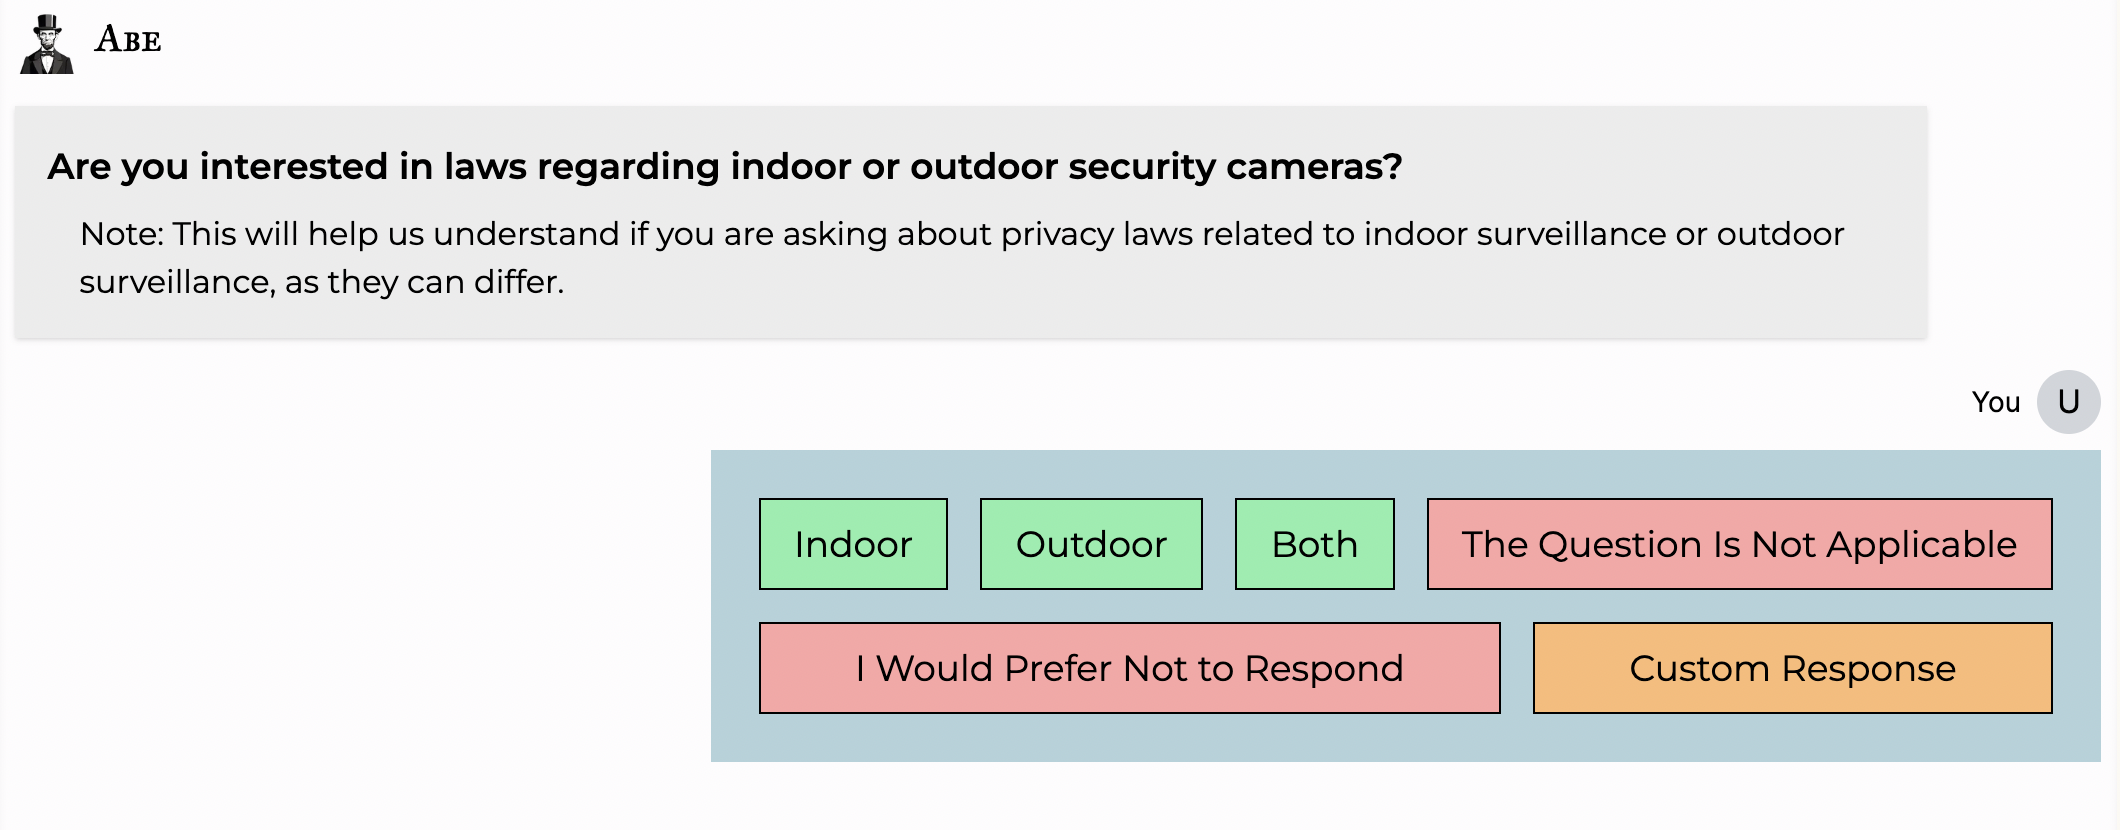 ABE
Are you interested in laws regarding indoor or outdoor security cameras?
Note: This will help us understand if you are asking about privacy laws related to indoor surveillance or outdoor
surveillance, as they can differ.
You U
Indoor Outdoor Both The Question Is Not Applicable
I Would Prefer Not to Respond Custom Response